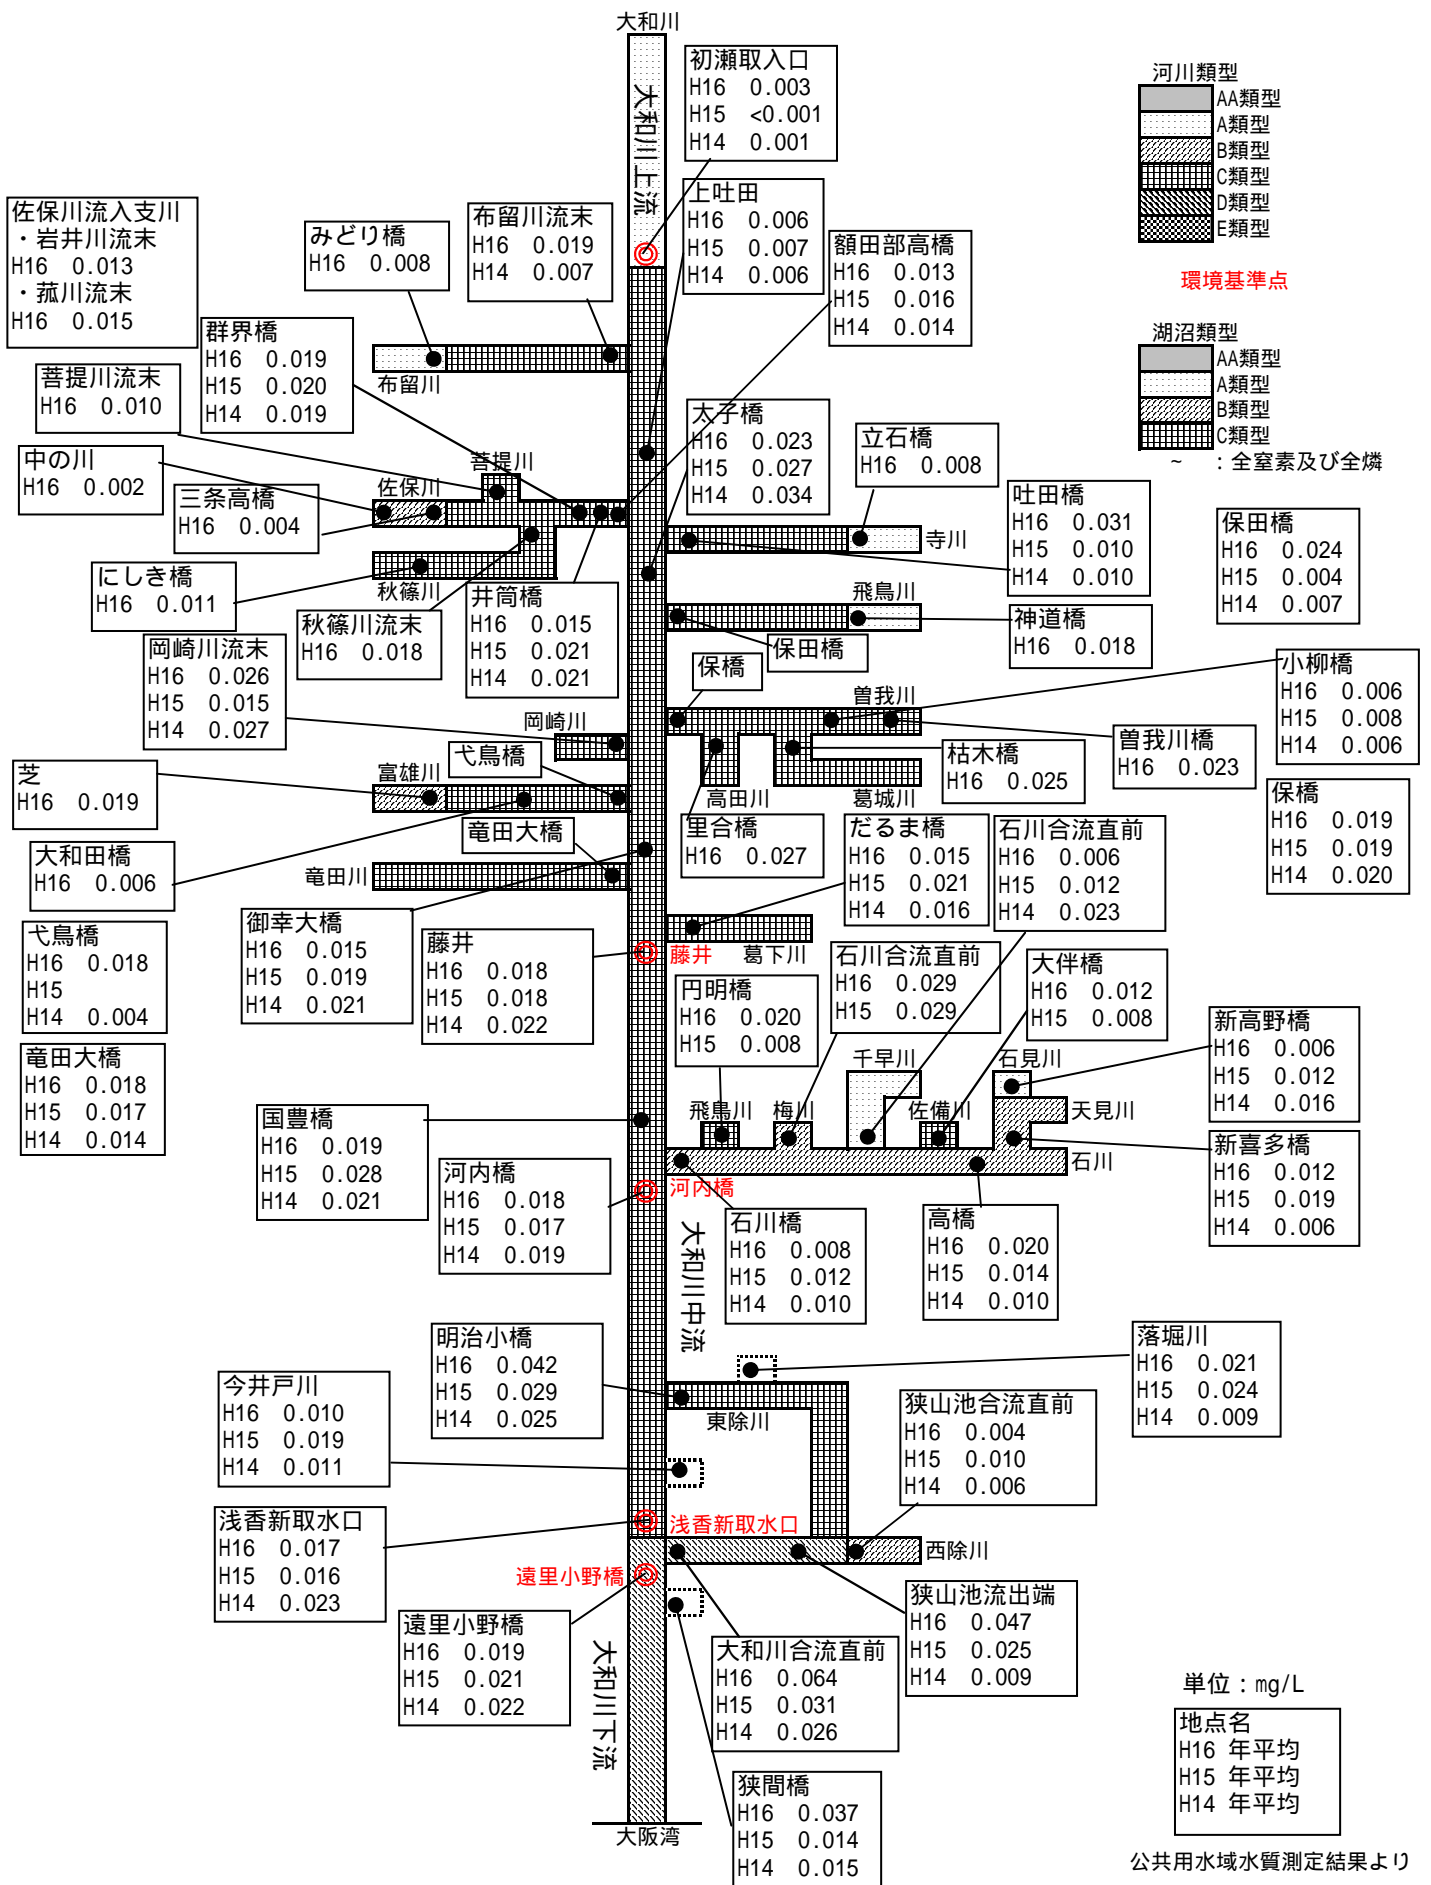 大和川
大和川上流
初瀬取入口
H16 0.003
H15 <0.001
H14 0.001
河川類型
AA類型
A類型
B類型
C類型
D類型
E類型
環境基準点
湖沼類型
AA類型
A類型
B類型
C類型
～ ：全窒素及び全燐
佐保川流入支川
・岩井川流末
H16 0.013
・菰川流末
H16 0.015
みどり橋
H16 0.008
布留川流末
H16 0.019
H14 0.007
上吐田
H16 0.006
H15 0.007
H14 0.006
額田部高橋
H16 0.013
H15 0.016
H14 0.014
群界橋
H16 0.019
H15 0.020
H14 0.019
布留川
菩提川流末
H16 0.010
中の川
H16 0.002
三条高橋
H16 0.004
佐保川
菩提川
太子橋
H16 0.023
H15 0.027
H14 0.034
立石橋
H16 0.008
寺川
吐田橋
H16 0.031
H15 0.010
H14 0.010
保田橋
H16 0.024
H15 0.004
H14 0.007
にしき橋
H16 0.011
秋篠川
秋篠川流末
H16 0.018
井筒橋
H16 0.015
H15 0.021
H14 0.021
飛鳥川
保田橋
神道橋
H16 0.018
岡崎川流末
H16 0.026
H15 0.015
H14 0.027
岡崎川
保橋
曽我川
小柳橋
H16 0.006
H15 0.008
H14 0.006
曽我川橋
H16 0.023
枯木橋
H16 0.025
高田川
葛城川
芝
H16 0.019
富雄川
弋鳥橋
里合橋
H16 0.027
だるま橋
H16 0.015
H15 0.021
H14 0.016
石川合流直前
H16 0.006
H15 0.012
H14 0.023
保橋
H16 0.019
H15 0.019
H14 0.020
大和田橋
H16 0.006
竜田大橋
竜田川
弋鳥橋
H16 0.018
H15
H14 0.004
御幸大橋
H16 0.015
H15 0.019
H14 0.021
藤井
H16 0.018
H15 0.018
H14 0.022
藤井
葛下川
円明橋
H16 0.020
H15 0.008
石川合流直前
H16 0.029
H15 0.029
大伴橋
H16 0.012
H15 0.008
新高野橋
H16 0.006
H15 0.012
H14 0.016
竜田大橋
H16 0.018
H15 0.017
H14 0.014
千早川
石見川
飛鳥川
梅川
佐備川
天見川
石川
国豊橋
H16 0.019
H15 0.028
H14 0.021
新喜多橋
H16 0.012
H15 0.019
H14 0.006
河内橋
H16 0.018
H15 0.017
H14 0.019
河内橋
大和川中流
石川橋
H16 0.008
H15 0.012
H14 0.010
高橋
H16 0.020
H15 0.014
H14 0.010
明治小橋
H16 0.042
H15 0.029
H14 0.025
落堀川
H16 0.021
H15 0.024
H14 0.009
今井戸川
H16 0.010
H15 0.019
H14 0.011
東除川
狭山池合流直前
H16 0.004
H15 0.010
H14 0.006
浅香新取水口
H16 0.017
H15 0.016
H14 0.023
浅香新取水口
西除川
遠里小野橋
遠里小野橋
H16 0.019
H15 0.021
H14 0.022
大和川下流
大和川合流直前
H16 0.064
H15 0.031
H14 0.026
狭山池流出端
H16 0.047
H15 0.025
H14 0.009
狭間橋
H16 0.037
H15 0.014
H14 0.015
大阪湾
単位：mg/L
地点名
H16 年平均
H15 年平均
H14 年平均
公共用水域水質測定結果より